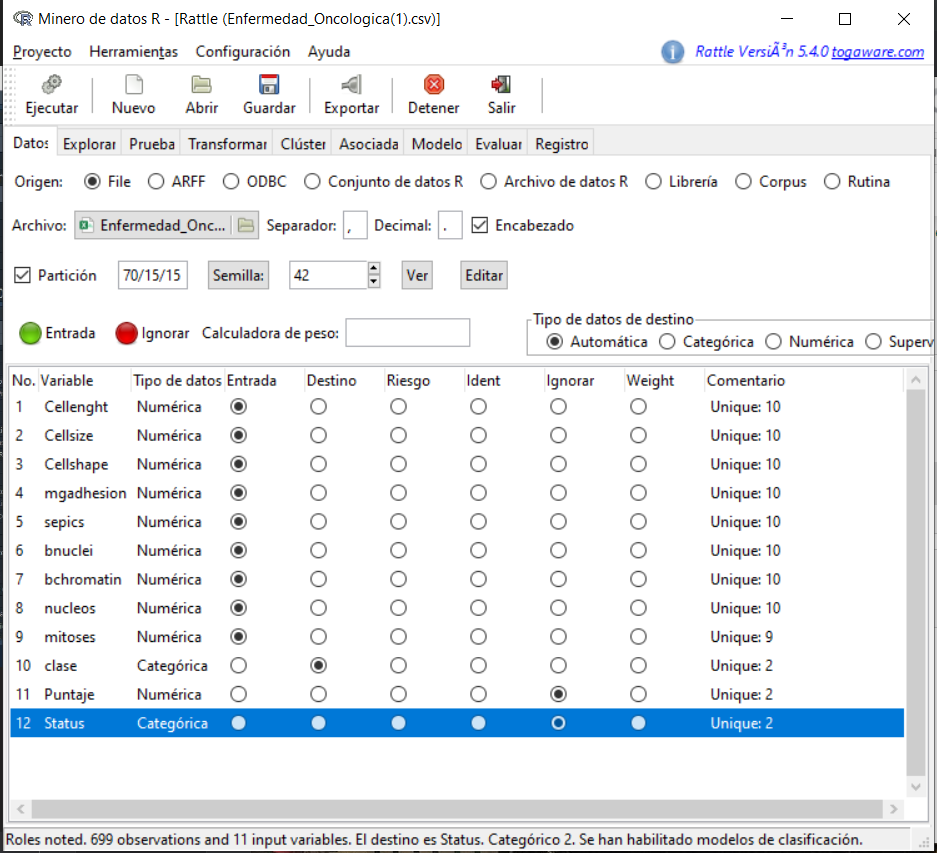 Minero de datos R - [Rattle (Enfermedad_Oncologica(1).csv)]
Proyecto Herramientas Configuración Ayuda Rattle VersiÃ³n 5.4.0 togaware.com
Ejecutar Nuevo Abrir Guardar Exportar Detener Salir
Datos Explorar Prueba Transformar Clúster Asociada Modelo Evaluar Registro
Origen: File ARFF ODBC Conjunto de datos R Archivo de datos R Librería Corpus Rutina
Archivo: Enfermedad_Onc... Separador: , Decimal: . Encabezado
Partición 70/15/15 Semilla: 42 Ver Editar
Tipo de datos de destino
Entrada Ignorar Calculadora de peso: Automática Categórica Numérica Superv
No. Variable Tipo de datos Entrada Destino Riesgo Ident Ignorar Weight Comentario
1 Cellenght Numérica Unique: 10
2 Cellsize Numérica Unique: 10
3 Cellshape Numérica Unique: 10
4 mgadhesion Numérica Unique: 10
5 sepics Numérica Unique: 10
6 bnuclei Numérica Unique: 10
7 bchromatin Numérica Unique: 10
8 nucleos Numérica Unique: 10
9 mitoses Numérica Unique: 9
10 clase Categórica Unique: 2
11 Puntaje Numérica Unique: 2
12 Status Categórica Unique: 2
Roles noted. 699 observations and 11 input variables. El destino es Status. Categórico 2. Se han habilitado modelos de clasificación.